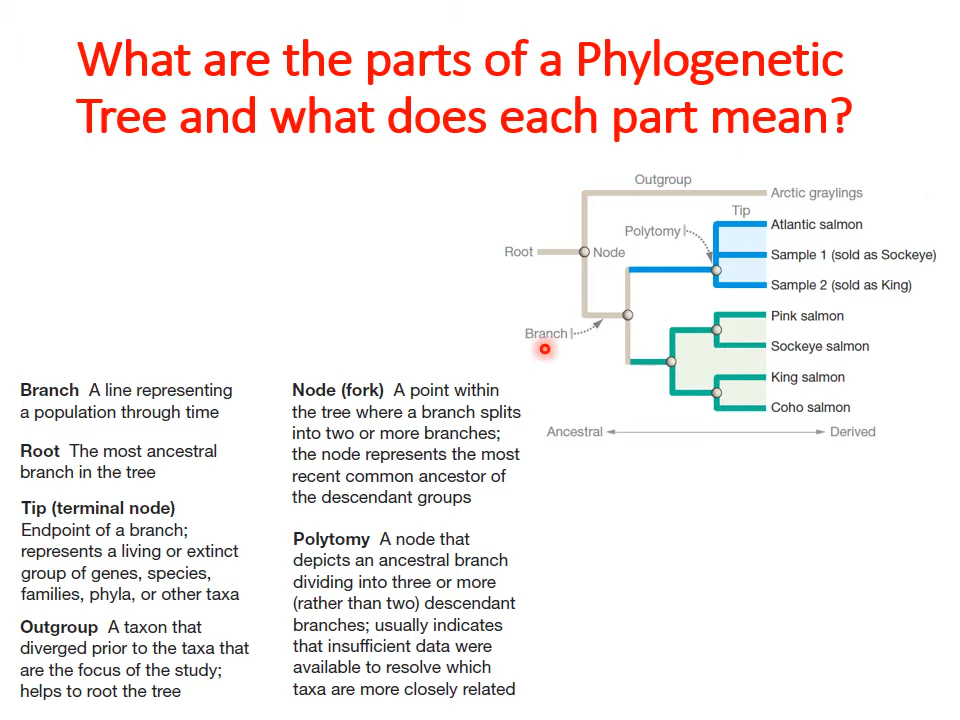 What are the parts of a Phylogenetic
Tree and what does each part mean?
Outgroup
Arctic graylings
Tip
Atlantic salmon
Polytomy
Root
Node
Sample 1 (sold as Sockeye)
Sample 2 (sold as King)
Branch
Pink salmon
Sockeye salmon
King salmon
Coho salmon
Ancestral
Derived
Branch A line representing
a population through time
Root The most ancestral
branch in the tree
Tip (terminal node)
Endpoint of a branch;
represents a living or extinct
group of genes, species,
families, phyla, or other taxa
Outgroup A taxon that
diverged prior to the taxa that
are the focus of the study;
helps to root the tree
Node (fork) A point within
the tree where a branch splits
into two or more branches;
the node represents the most
recent common ancestor of
the descendant groups
Polytomy A node that
depicts an ancestral branch
dividing into three or more
(rather than two) descendant
branches; usually indicates
that insufficient data were
available to resolve which
taxa are more closely related